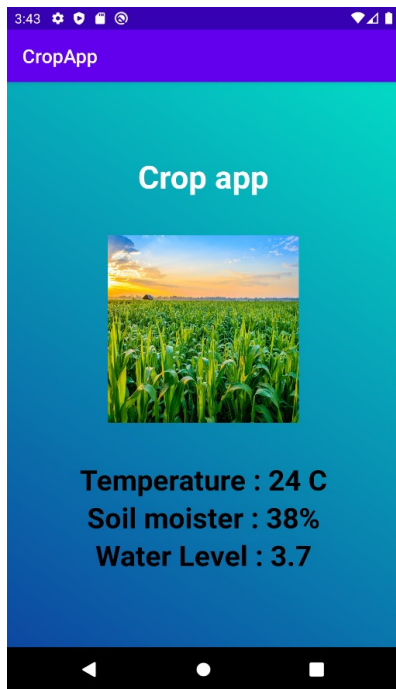 3:43
CropApp
Crop app
Temperature : 24 C
Soil moister : 38%
Water Level : 3.7